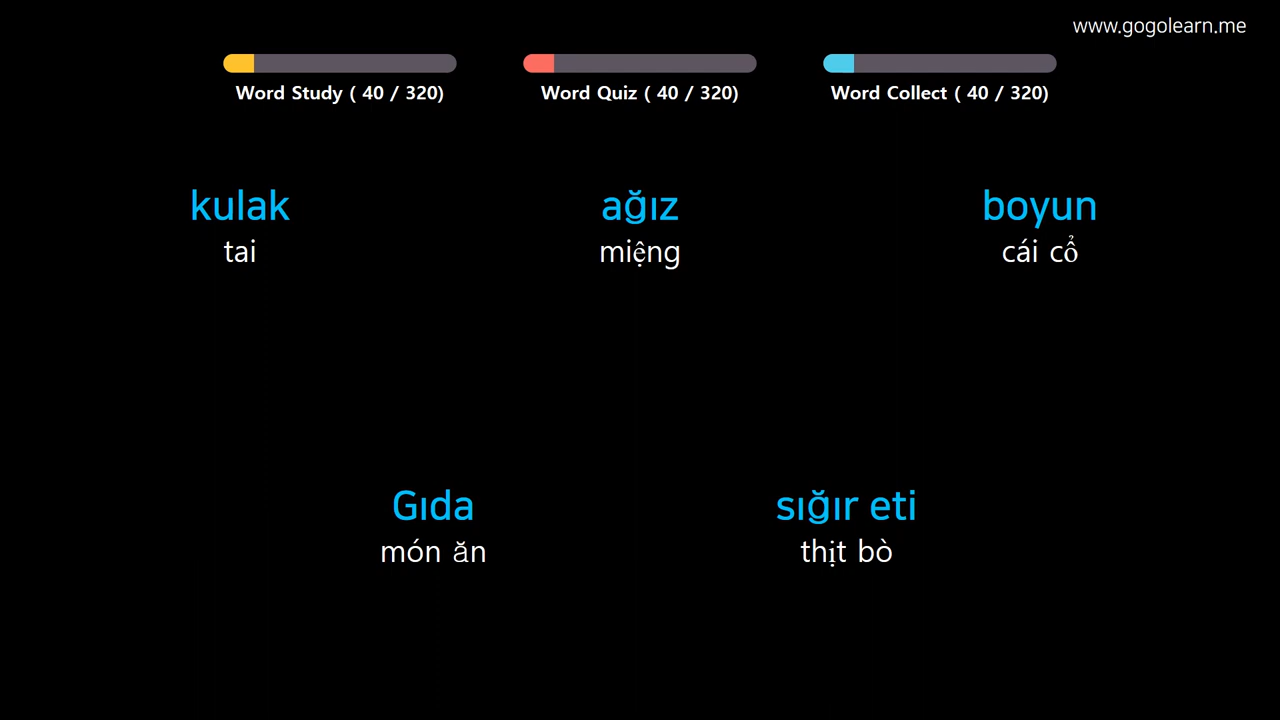 www.gogolearn.me
Word Study ( 40 / 320)
Word Quiz ( 40 / 320)
Word Collect ( 40 / 320)
kulak
tai
ağız
miệng
boyun
cái cổ
Gıda
món ăn
sığır eti
thịt bò